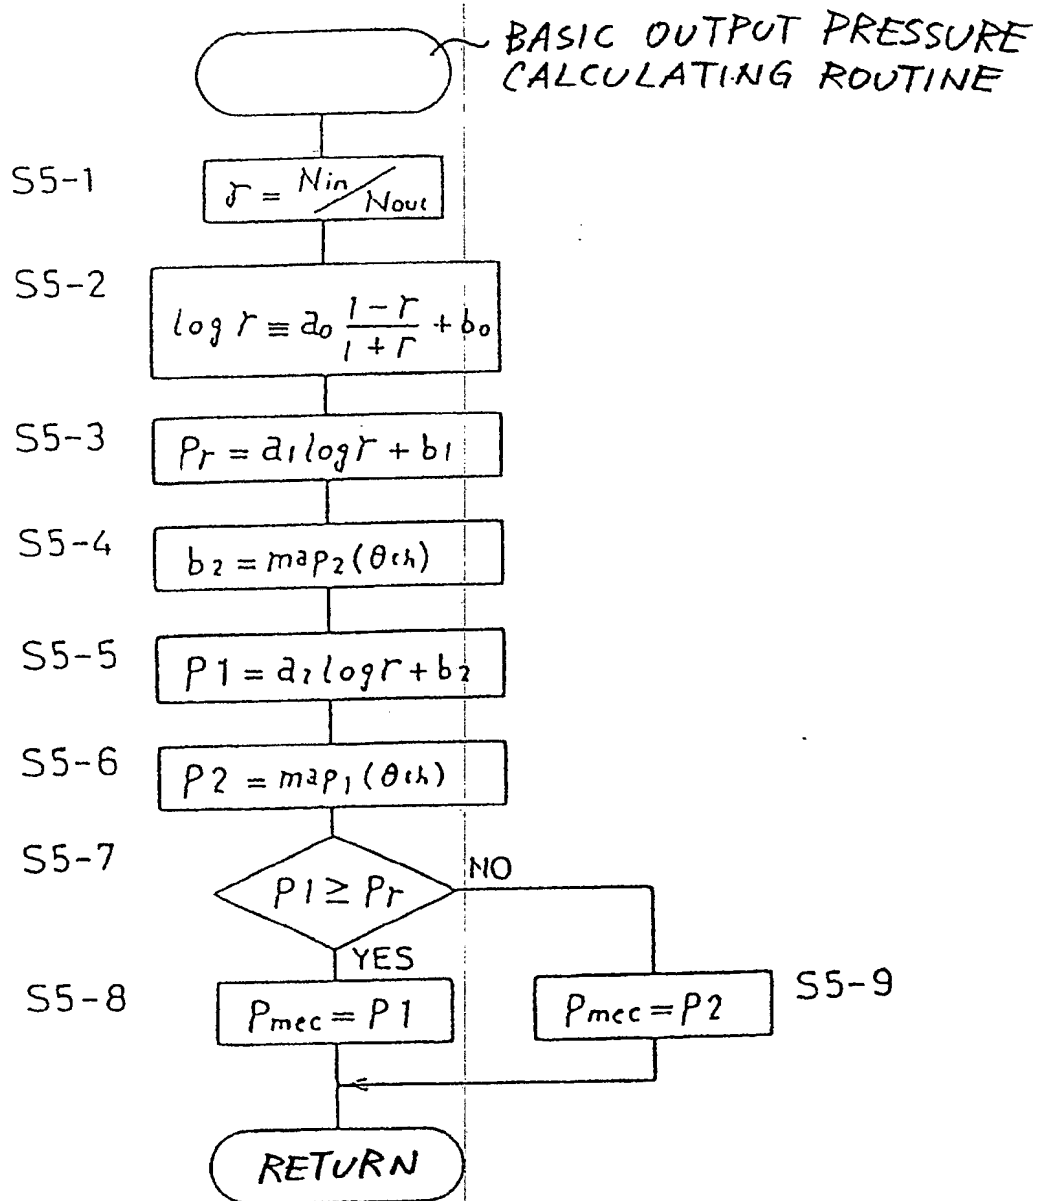 BASIC OUTPUT PRESSURE
CALCULATING ROUTINE
S5-1
r = Nin/Nout
S5-2
log r ≡ a0 (1 - r)/(1 + r) + b0
S5-3
Pr = a1 log r + b1
S5-4
b2 = map2 (θth)
S5-5
P1 = a2 log r + b2
S5-6
P2 = map1 (θth)
S5-7
P1 ≥ Pr
NO
YES
S5-8
Pmec = P1
Pmec = P2
S5-9
RETURN